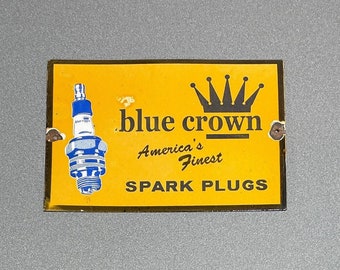 blue crown
America's
Finest
SPARK PLUGS